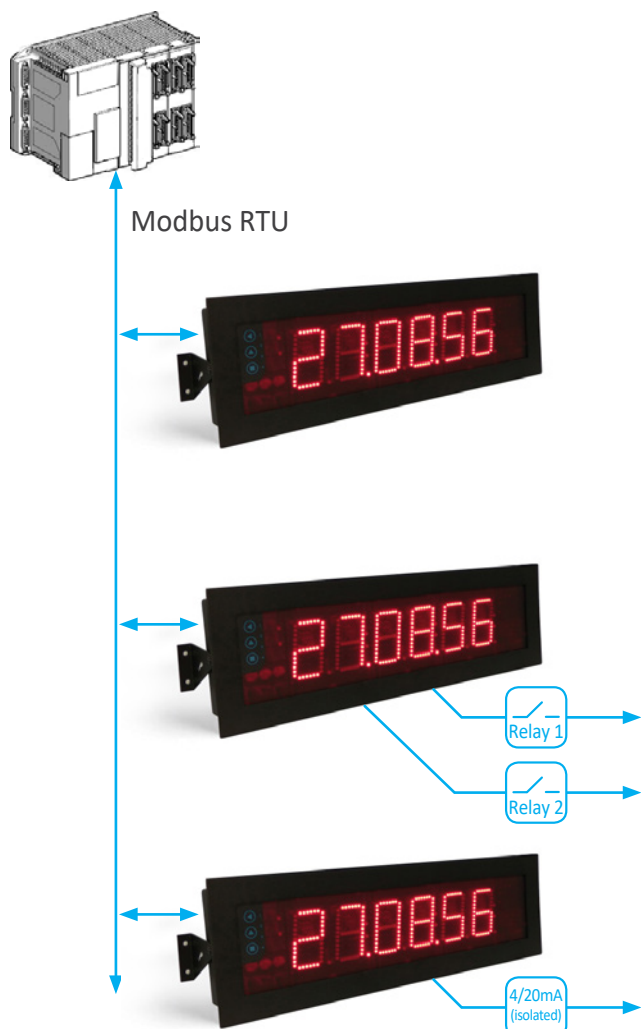 Modbus RTU
27.08.56
27.08.56
Relay 1
Relay 2
27.08.56
4/20mA
(isolated)